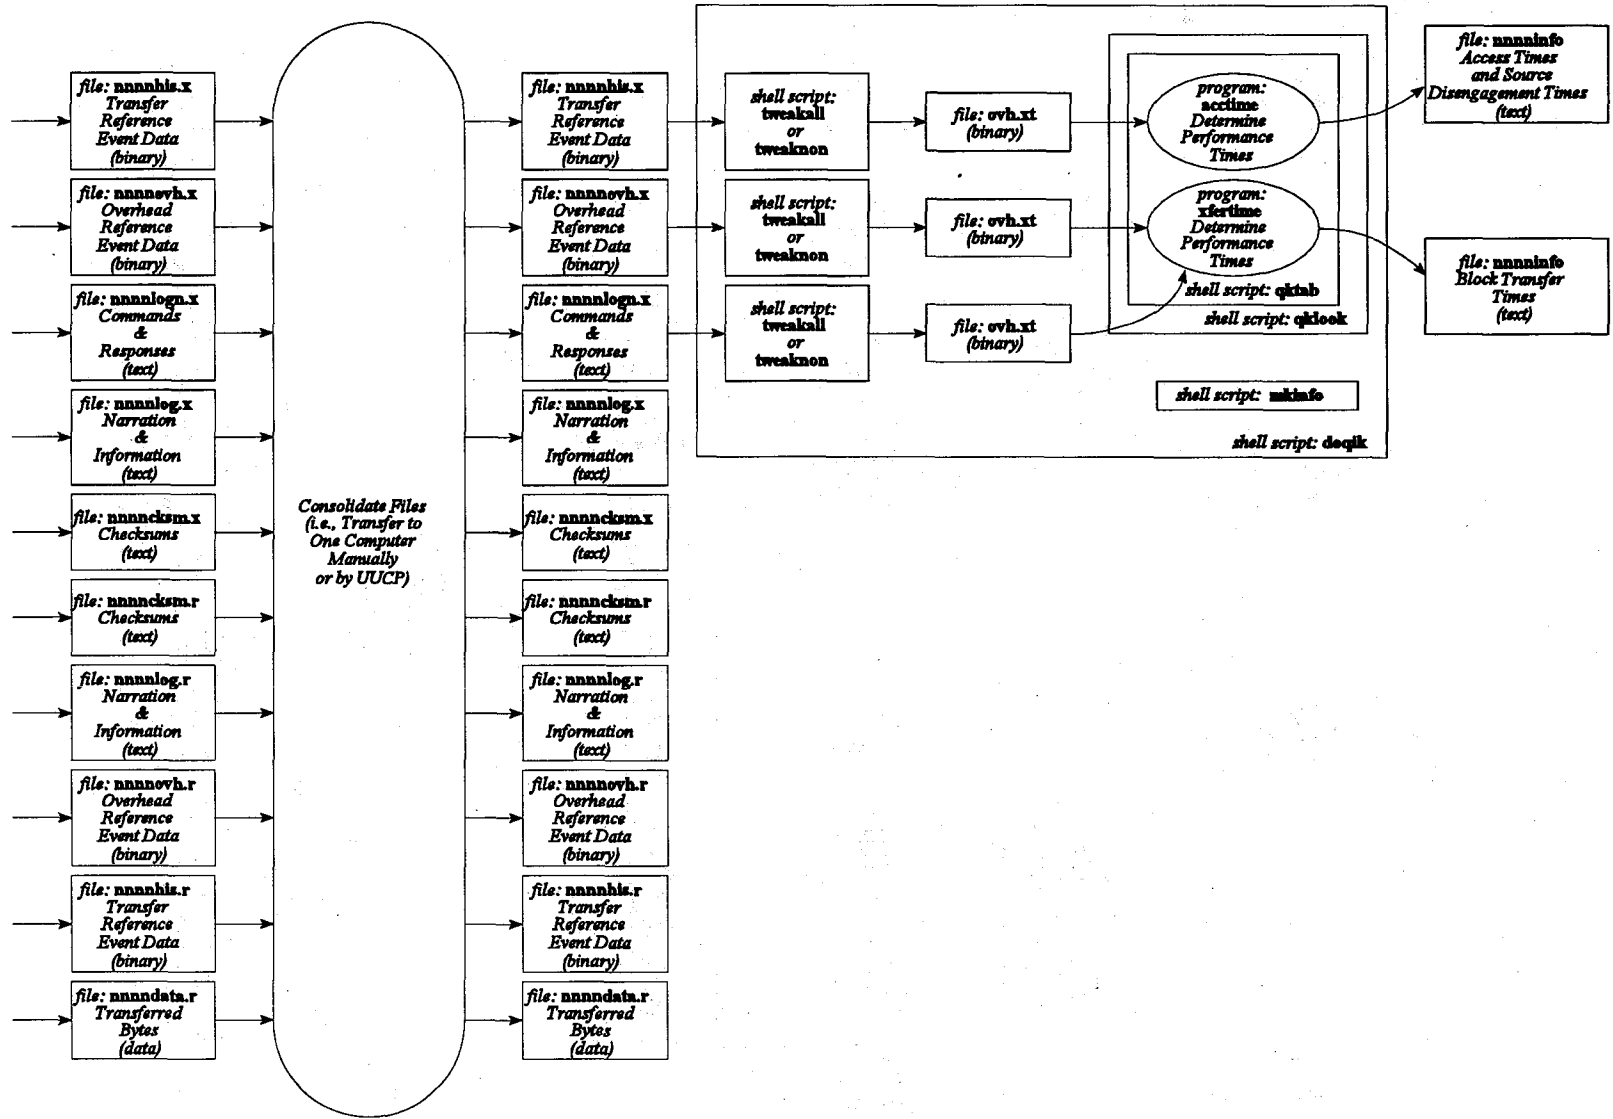 file: nnnnhis.x
Transfer
Reference
Event Data
(binary)
file: nnnnovh.x
Overhead
Reference
Event Data
(binary)
file: nnnnlogn.x
Commands
&
Responses
(text)
file: nnnnlog.x
Narration
&
Information
(text)
file: nnnncksm.x
Checksums
(text)
file: nnnncksm.r
Checksums
(text)
file: nnnnlog.r
Narration
&
Information
(text)
file: nnnnovh.r
Overhead
Reference
Event Data
(binary)
file: nnnnhis.r
Transfer
Reference
Event Data
(binary)
file: nnnndata.r
Transferred
Bytes
(data)
Consolidate Files
(i.e., Transfer to
One Computer
Manually
or by UUCP)
file: nnnnhis.x
Transfer
Reference
Event Data
(binary)
file: nnnnovh.x
Overhead
Reference
Event Data
(binary)
file: nnnnlogn.x
Commands
&
Responses
(text)
file: nnnnlog.x
Narration
&
Information
(text)
file: nnnncksm.x
Checksums
(text)
file: nnnncksm.r
Checksums
(text)
file: nnnnlog.r
Narration
&
Information
(text)
file: nnnnovh.r
Overhead
Reference
Event Data
(binary)
file: nnnnhis.r
Transfer
Reference
Event Data
(binary)
file: nnnndata.r
Transferred
Bytes
(data)
shell script:
tweakall
or
tweaknon
shell script:
tweakall
or
tweaknon
shell script:
tweakall
or
tweaknon
file: ovh.xt
(binary)
file: ovh.xt
(binary)
file: ovh.xt
(binary)
program:
acctime
Determine
Performance
Times
program:
xfertime
Determine
Performance
Times
shell script: qktab
shell script: qklook
shell script: mkinfo
shell script: doqik
file: nnnninfo
Access Times
and Source
Disengagement Times
(text)
file: nnnninfo
Block Transfer
Times
(text)